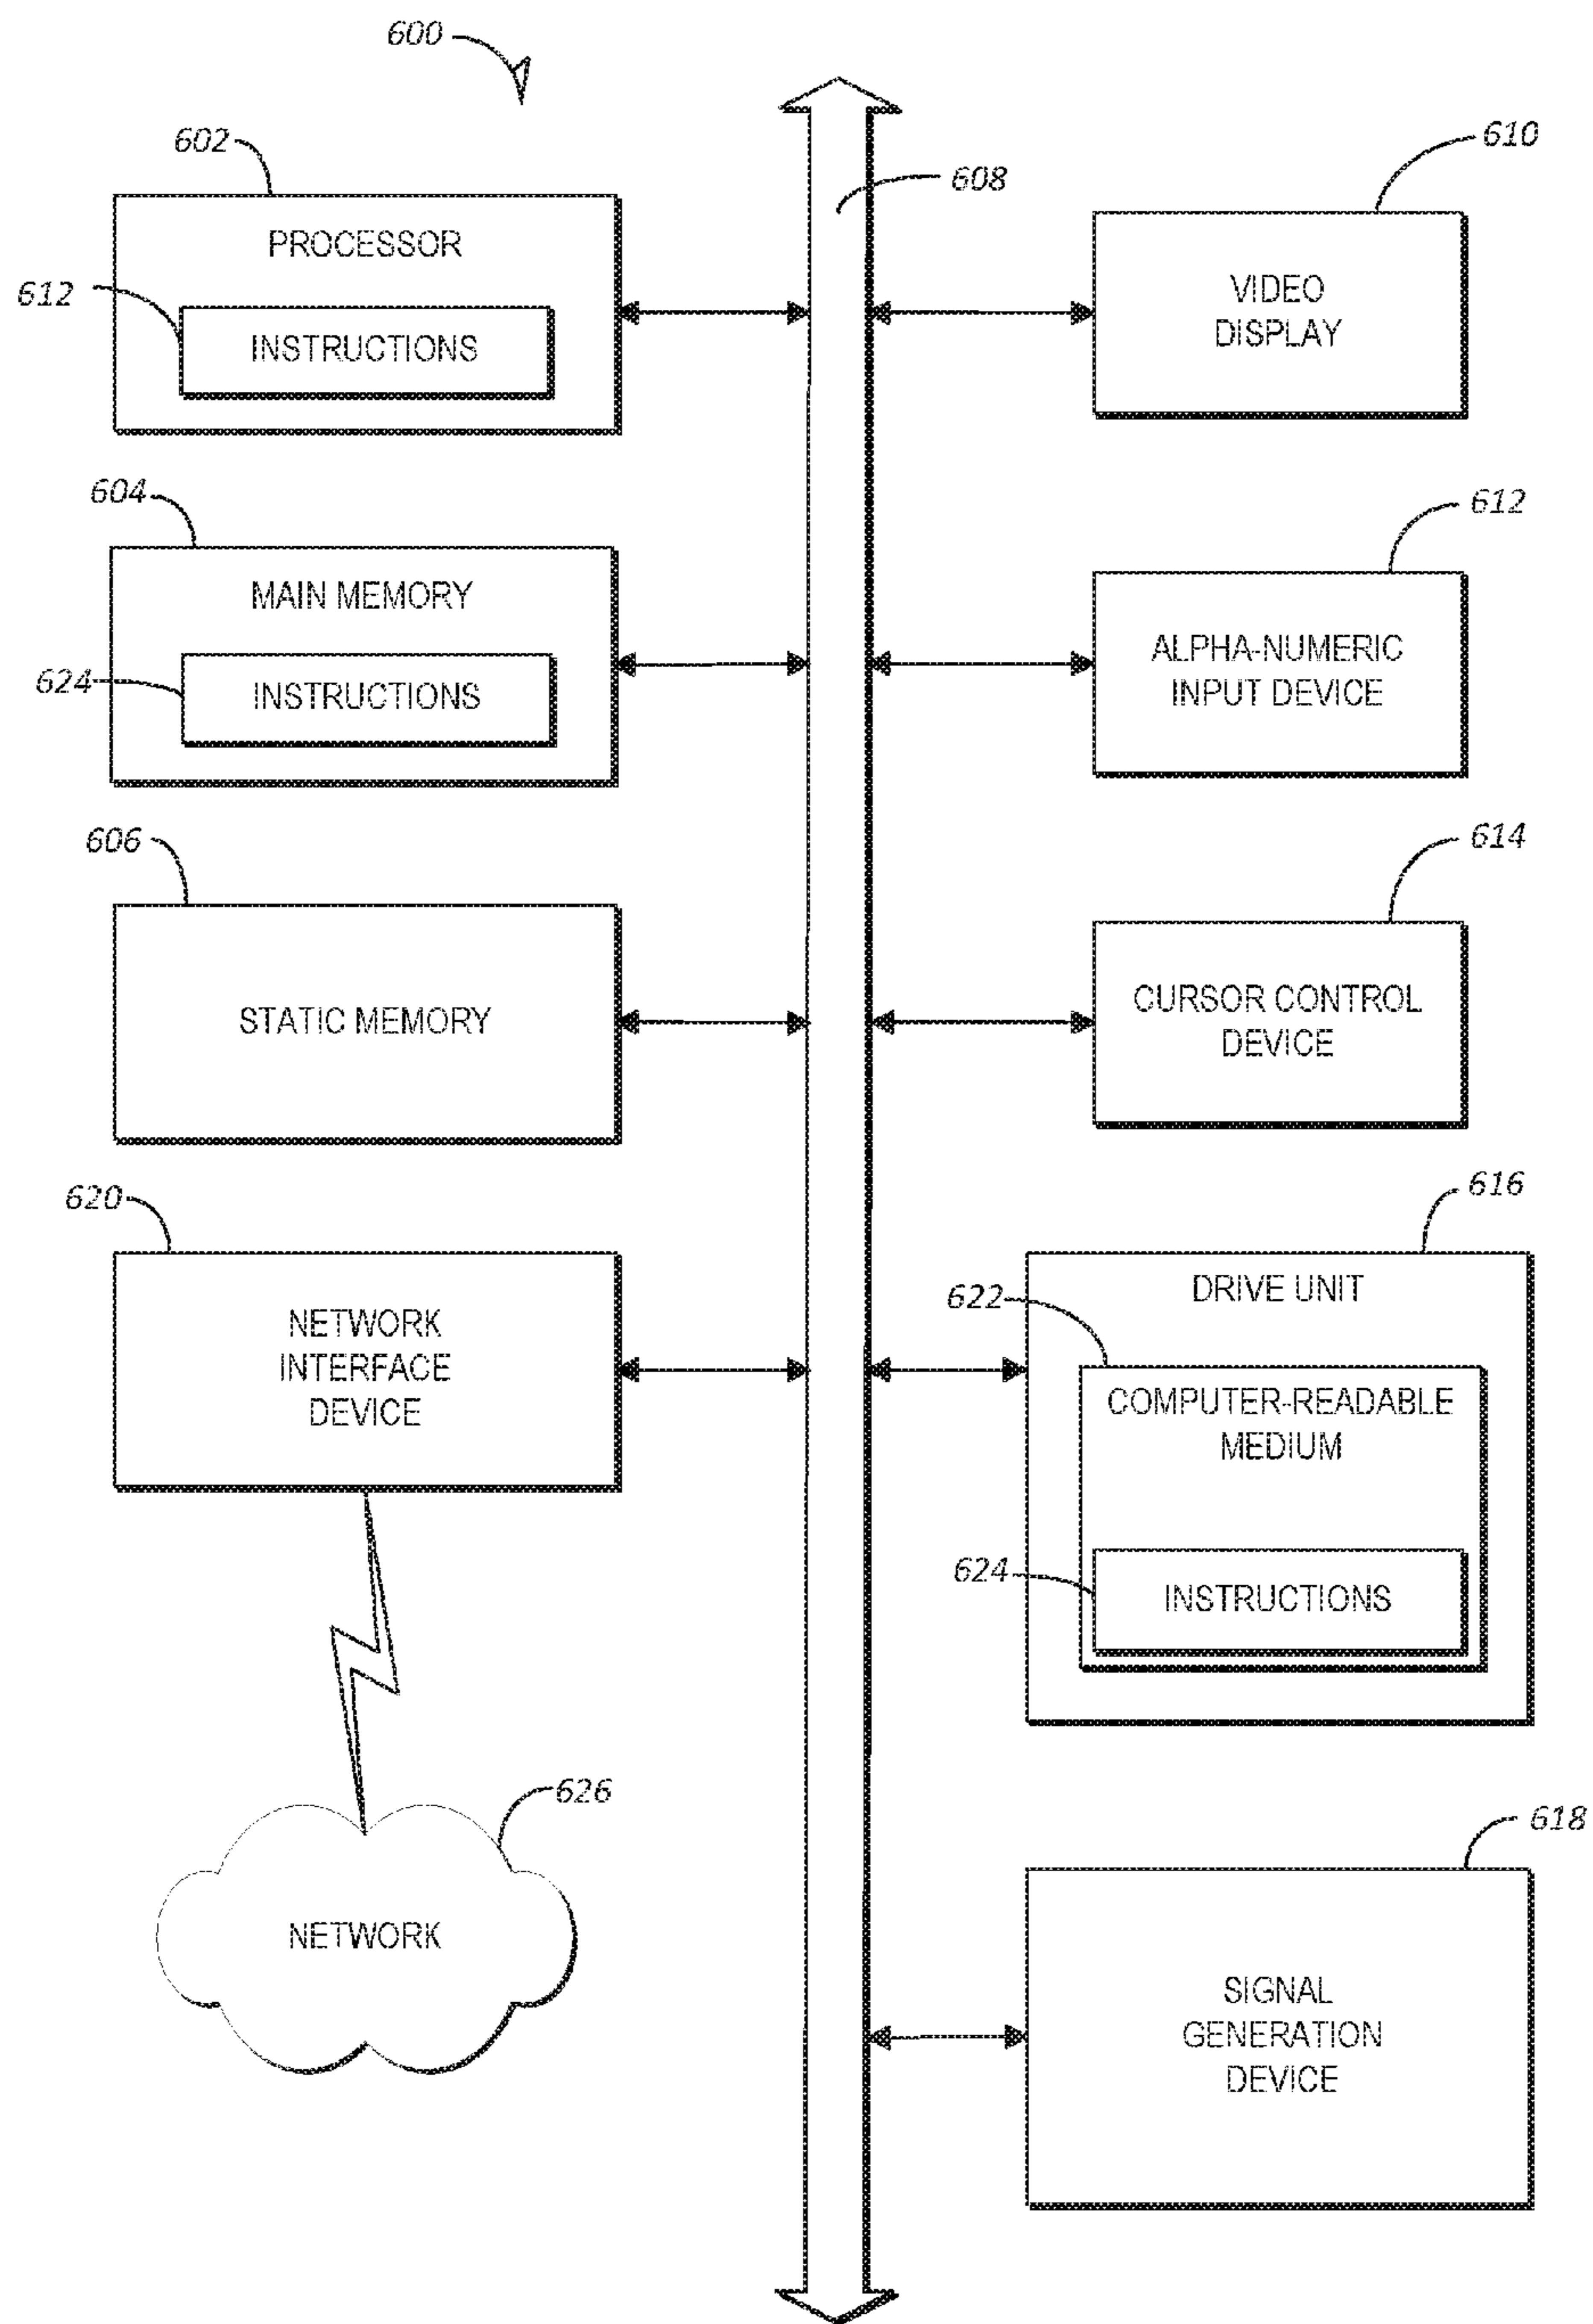 600
602
PROCESSOR
612
INSTRUCTIONS
608
610
VIDEO
DISPLAY
604
MAIN MEMORY
624
INSTRUCTIONS
612
ALPHA-NUMERIC
INPUT DEVICE
606
STATIC MEMORY
614
CURSOR CONTROL
DEVICE
620
NETWORK
INTERFACE
DEVICE
616
DRIVE UNIT
622
COMPUTER-READABLE
MEDIUM
624
INSTRUCTIONS
626
NETWORK
618
SIGNAL
GENERATION
DEVICE